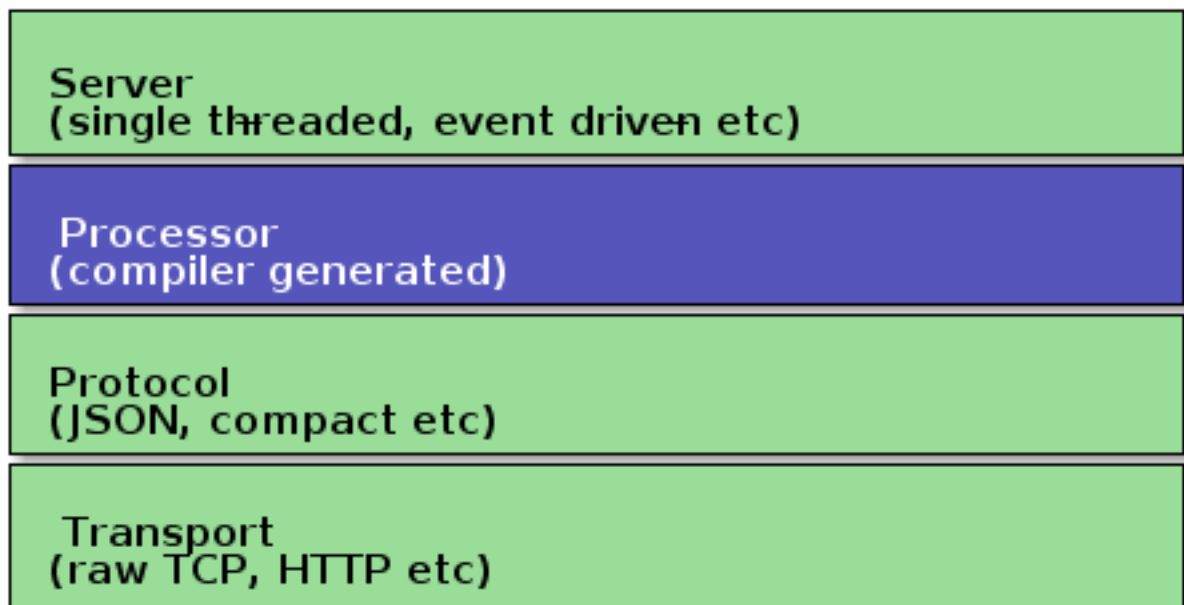 Server
(single threaded, event driven etc)
Processor
(compiler generated)
Protocol
(JSON, compact etc)
Transport
(raw TCP, HTTP etc)